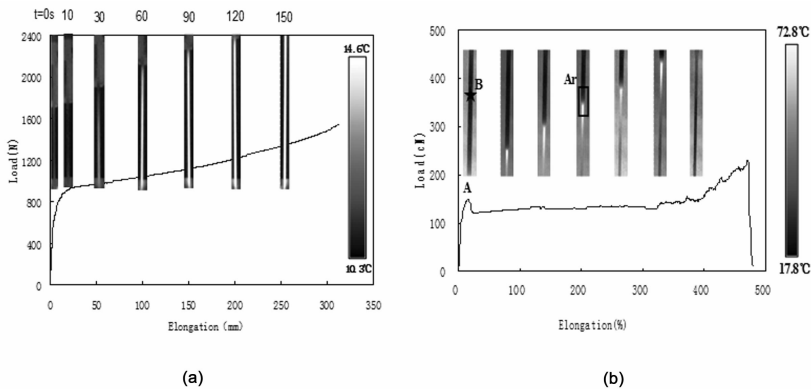 t=0s 10 30 60 90 120 150
2400
2000
1600
1200
800
400
0
Load(N)
14.6℃
10.3℃
0 50 100 150 200 250 300 350
Elongation (mm)
(a)
500
400
300
200
100
0
Load(cN)
B
Ar
A
72.8℃
17.8℃
0 100 200 300 400 500
Elongation(%)
(b)